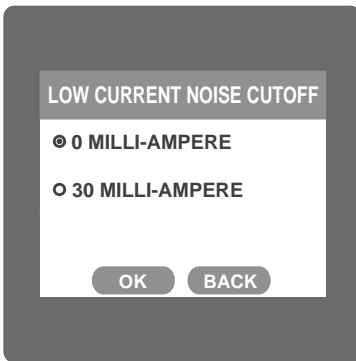 LOW CURRENT NOISE CUTOFF
0 MILLI-AMPERE
30 MILLI-AMPERE
OK BACK